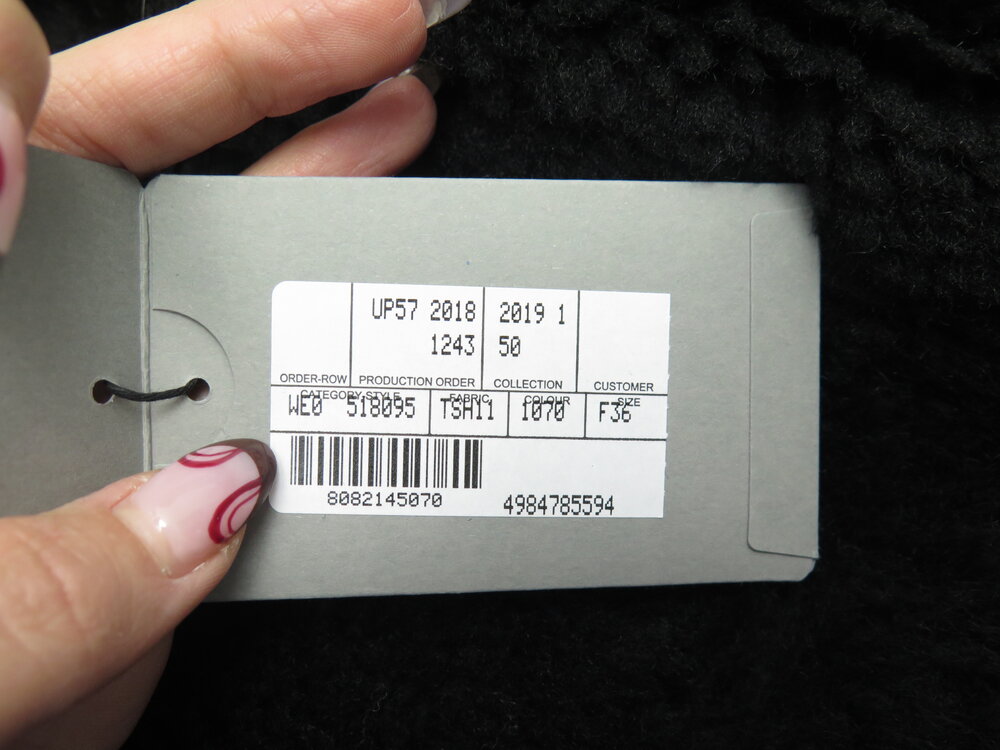 UP57 2018 2019 1
1243 50
ORDER-ROW PRODUCTION ORDER COLLECTION CUSTOMER
CATEGORY-STYLE FABRIC COLOUR SIZE
WE0 518095 TSH11 1070 F36
8082145070 4984785594